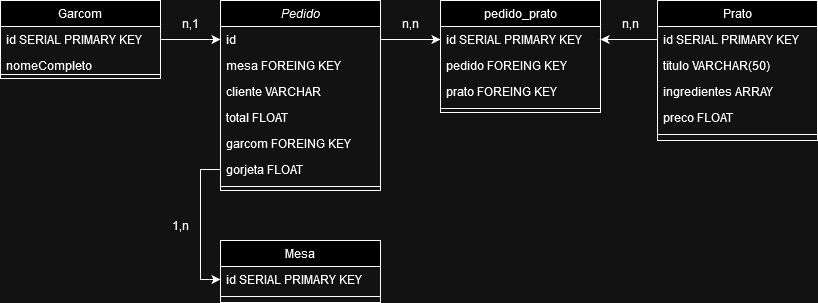 Garcom
id SERIAL PRIMARY KEY
nomeCompleto
n,1
Pedido
id
mesa FOREING KEY
cliente VARCHAR
total FLOAT
garcom FOREING KEY
gorjeta FLOAT
n,n
pedido_prato
id SERIAL PRIMARY KEY
pedido FOREING KEY
prato FOREING KEY
n,n
Prato
id SERIAL PRIMARY KEY
titulo VARCHAR(50)
ingredientes ARRAY
preco FLOAT
1,n
Mesa
id SERIAL PRIMARY KEY